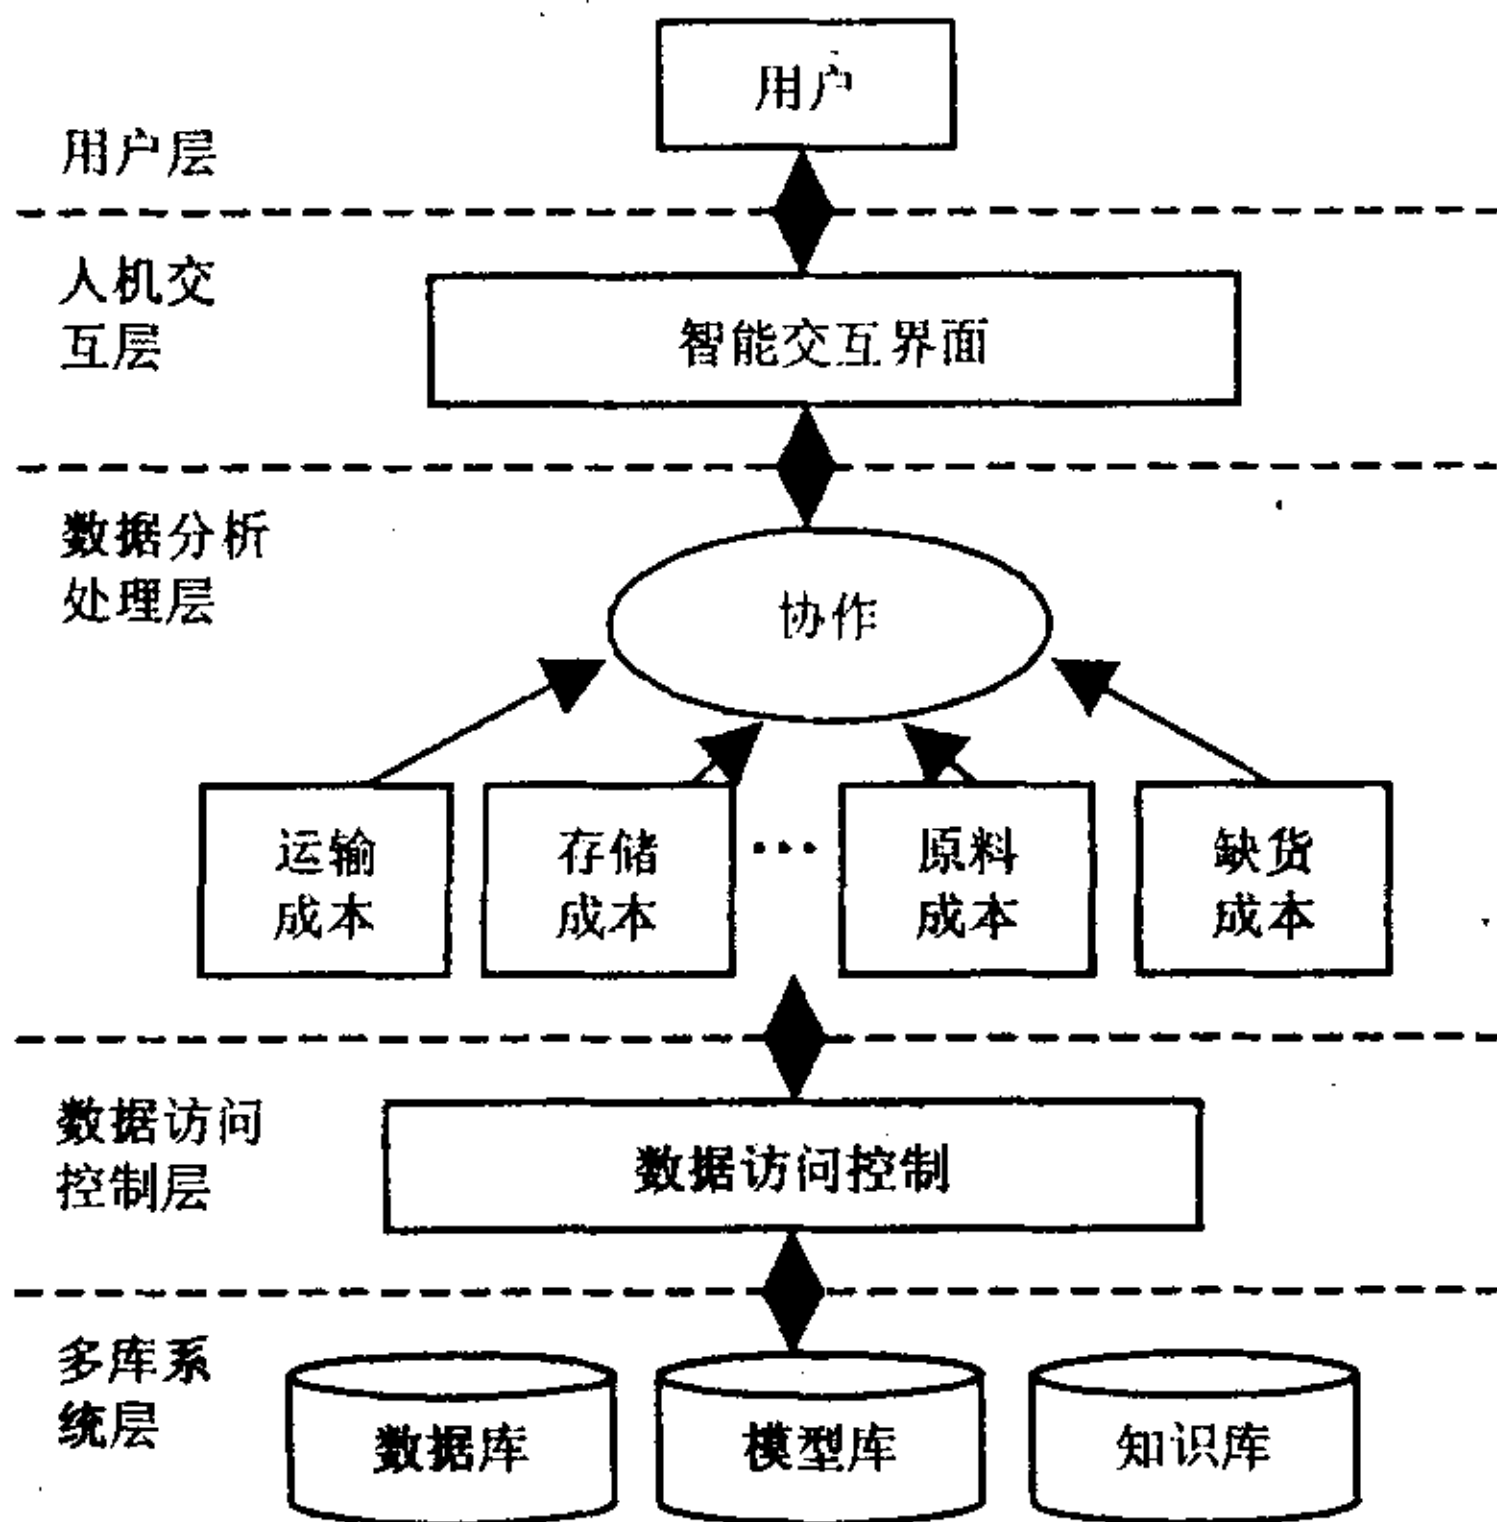 用户
用户层
人机交
互层
智能交互界面
数据分析
处理层
协作
运输
成本
存储
成本
…
原料
成本
缺货
成本
数据访问
控制层
数据访问控制
多库系
统层
数据库
模型库
知识库